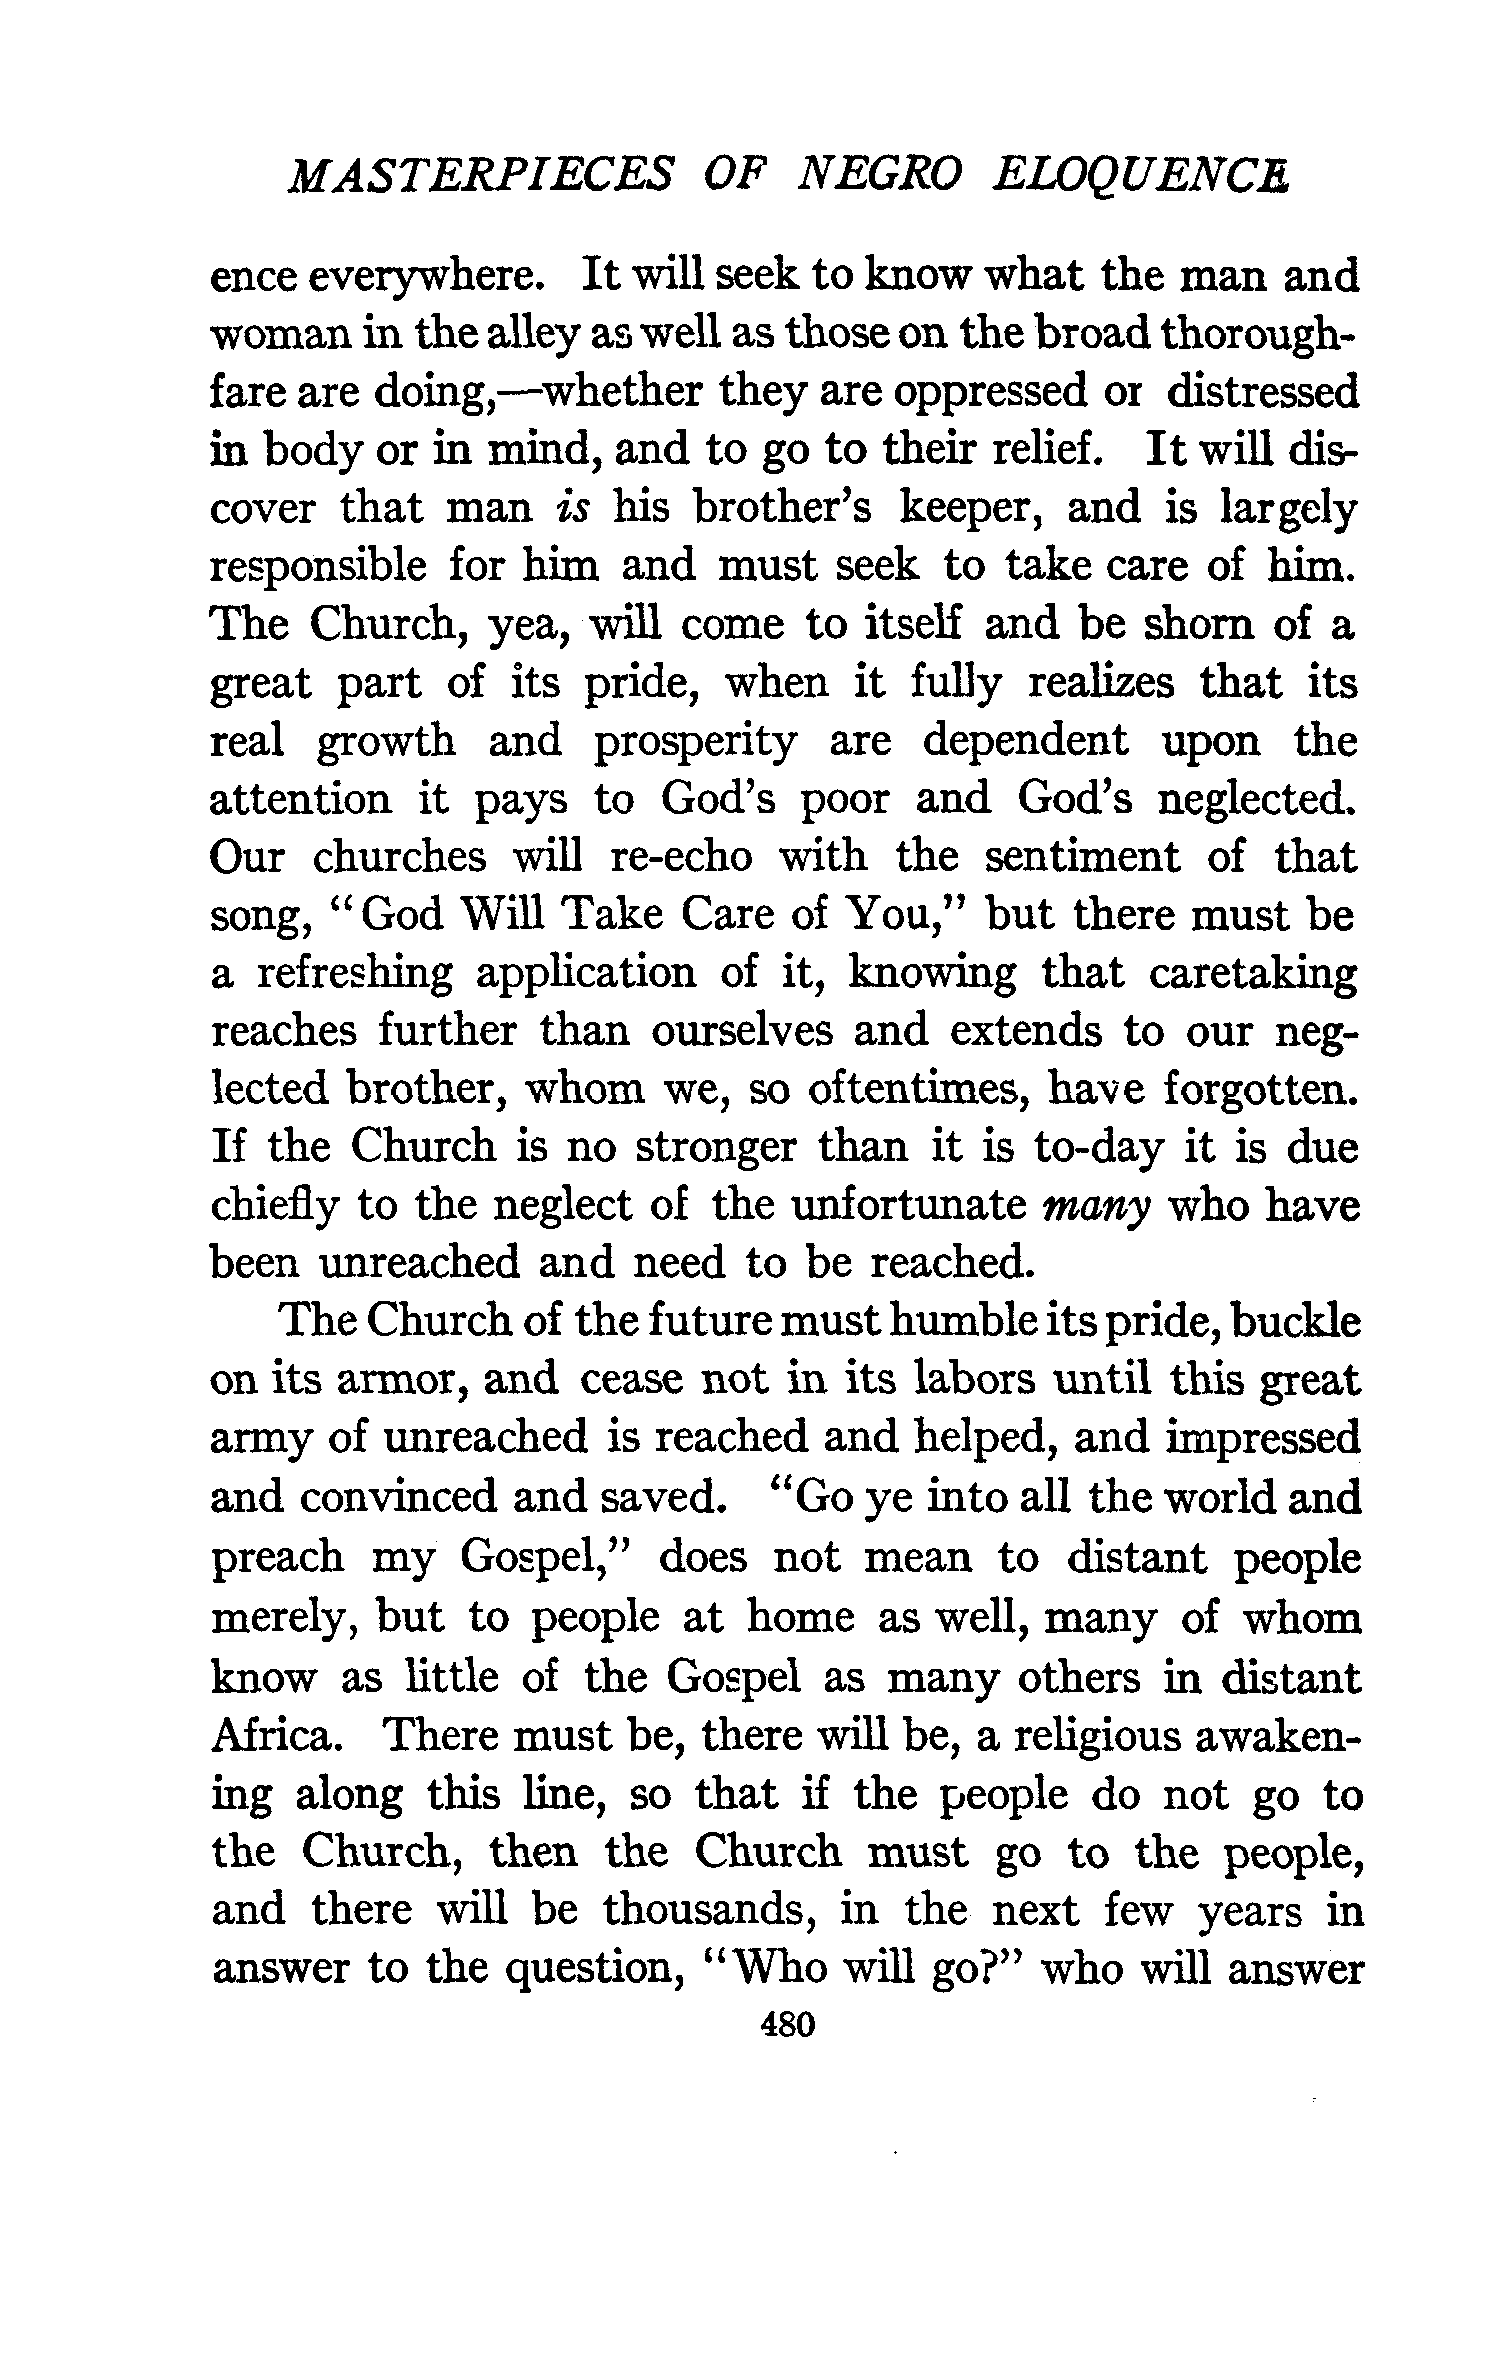 MASTERPIECES OF NEGRO ELOQUENCE
ence everywhere. It will seek to know what the man and
woman in the alley as well as those on the broad thorough-
fare are doing,—whether they are oppressed or distressed
in body or in mind, and to go to their relief. It will dis-
cover that man is his brother's keeper, and is largely
responsible for him and must seek to take care of him.
The Church, yea, will come to itself and be shorn of a
great part of its pride, when it fully realizes that its
real growth and prosperity are dependent upon the
attention it pays to God's poor and God's neglected.
Our churches will re-echo with the sentiment of that
song, "God Will Take Care of You," but there must be
a refreshing application of it, knowing that caretaking
reaches further than ourselves and extends to our neg-
lected brother, whom we, so oftentimes, have forgotten.
If the Church is no stronger than it is to-day it is due
chiefly to the neglect of the unfortunate many who have
been unreached and need to be reached.
The Church of the future must humble its pride, buckle
on its armor, and cease not in its labors until this great
army of unreached is reached and helped, and impressed
and convinced and saved. "Go ye into all the world and
preach my Gospel," does not mean to distant people
merely, but to people at home as well, many of whom
know as little of the Gospel as many others in distant
Africa. There must be, there will be, a religious awaken-
ing along this line, so that if the people do not go to
the Church, then the Church must go to the people,
and there will be thousands, in the next few years in
answer to the question, "Who will go?" who will answer
480